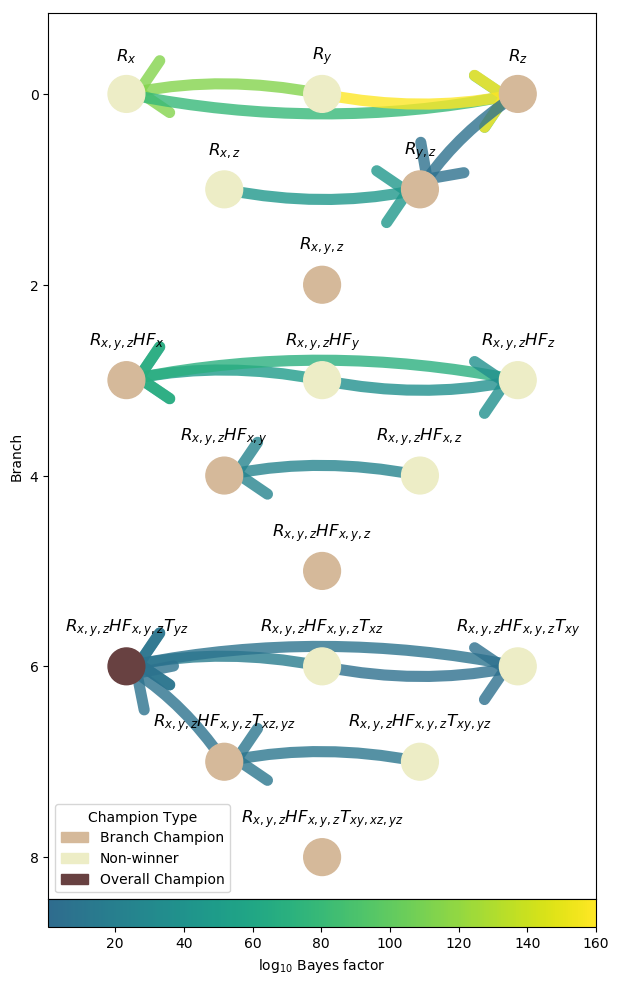 R_x R_y R_z
0
R_{x,z} R_{y,z}
R_{x,y,z}
2
R_{x,y,z}HF_x R_{x,y,z}HF_y R_{x,y,z}HF_z
R_{x,y,z}HF_{x,y} R_{x,y,z}HF_{x,z}
4
Branch
R_{x,y,z}HF_{x,y,z}
R_{x,y,z}HF_{x,y,z}T_{yz} R_{x,y,z}HF_{x,y,z}T_{xz} R_{x,y,z}HF_{x,y,z}T_{xy}
6
R_{x,y,z}HF_{x,y,z}T_{xz,yz} R_{x,y,z}HF_{x,y,z}T_{xy,yz}
R_{x,y,z}HF_{x,y,z}T_{xy,xz,yz}
8
Champion Type
Branch Champion
Non-winner
Overall Champion
20 40 60 80 100 120 140 160
log_{10} Bayes factor